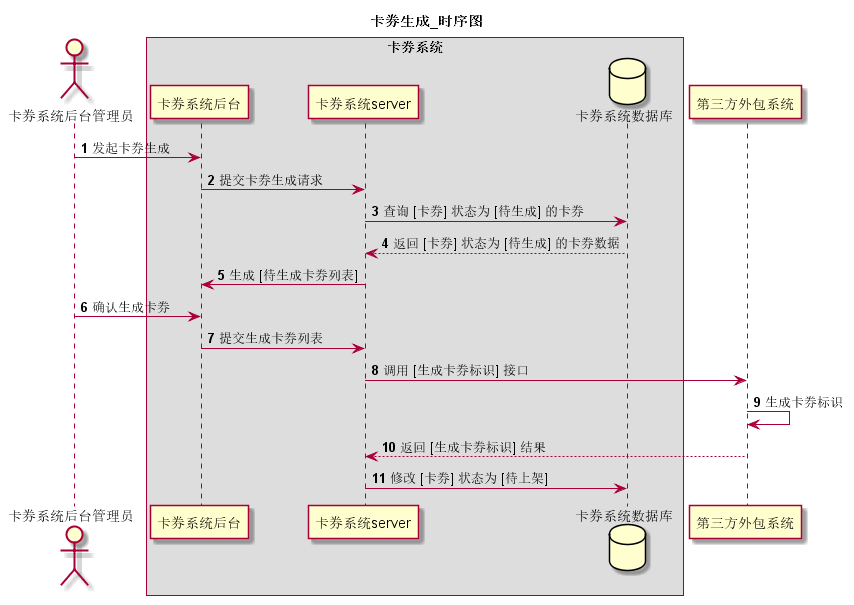 卡券生成_时序图
卡券系统
卡券系统后台管理员
卡券系统后台
卡券系统server
卡券系统数据库
第三方外包系统
1 发起卡券生成
2 提交卡券生成请求
3 查询 [卡券] 状态为 [待生成] 的卡券
4 返回 [卡券] 状态为 [待生成] 的卡券数据
5 生成 [待生成卡券列表]
6 确认生成卡券
7 提交生成卡券列表
8 调用 [生成卡券标识] 接口
9 生成卡券标识
10 返回 [生成卡券标识] 结果
11 修改 [卡券] 状态为 [待上架]
卡券系统后台管理员
卡券系统后台
卡券系统server
卡券系统数据库
第三方外包系统